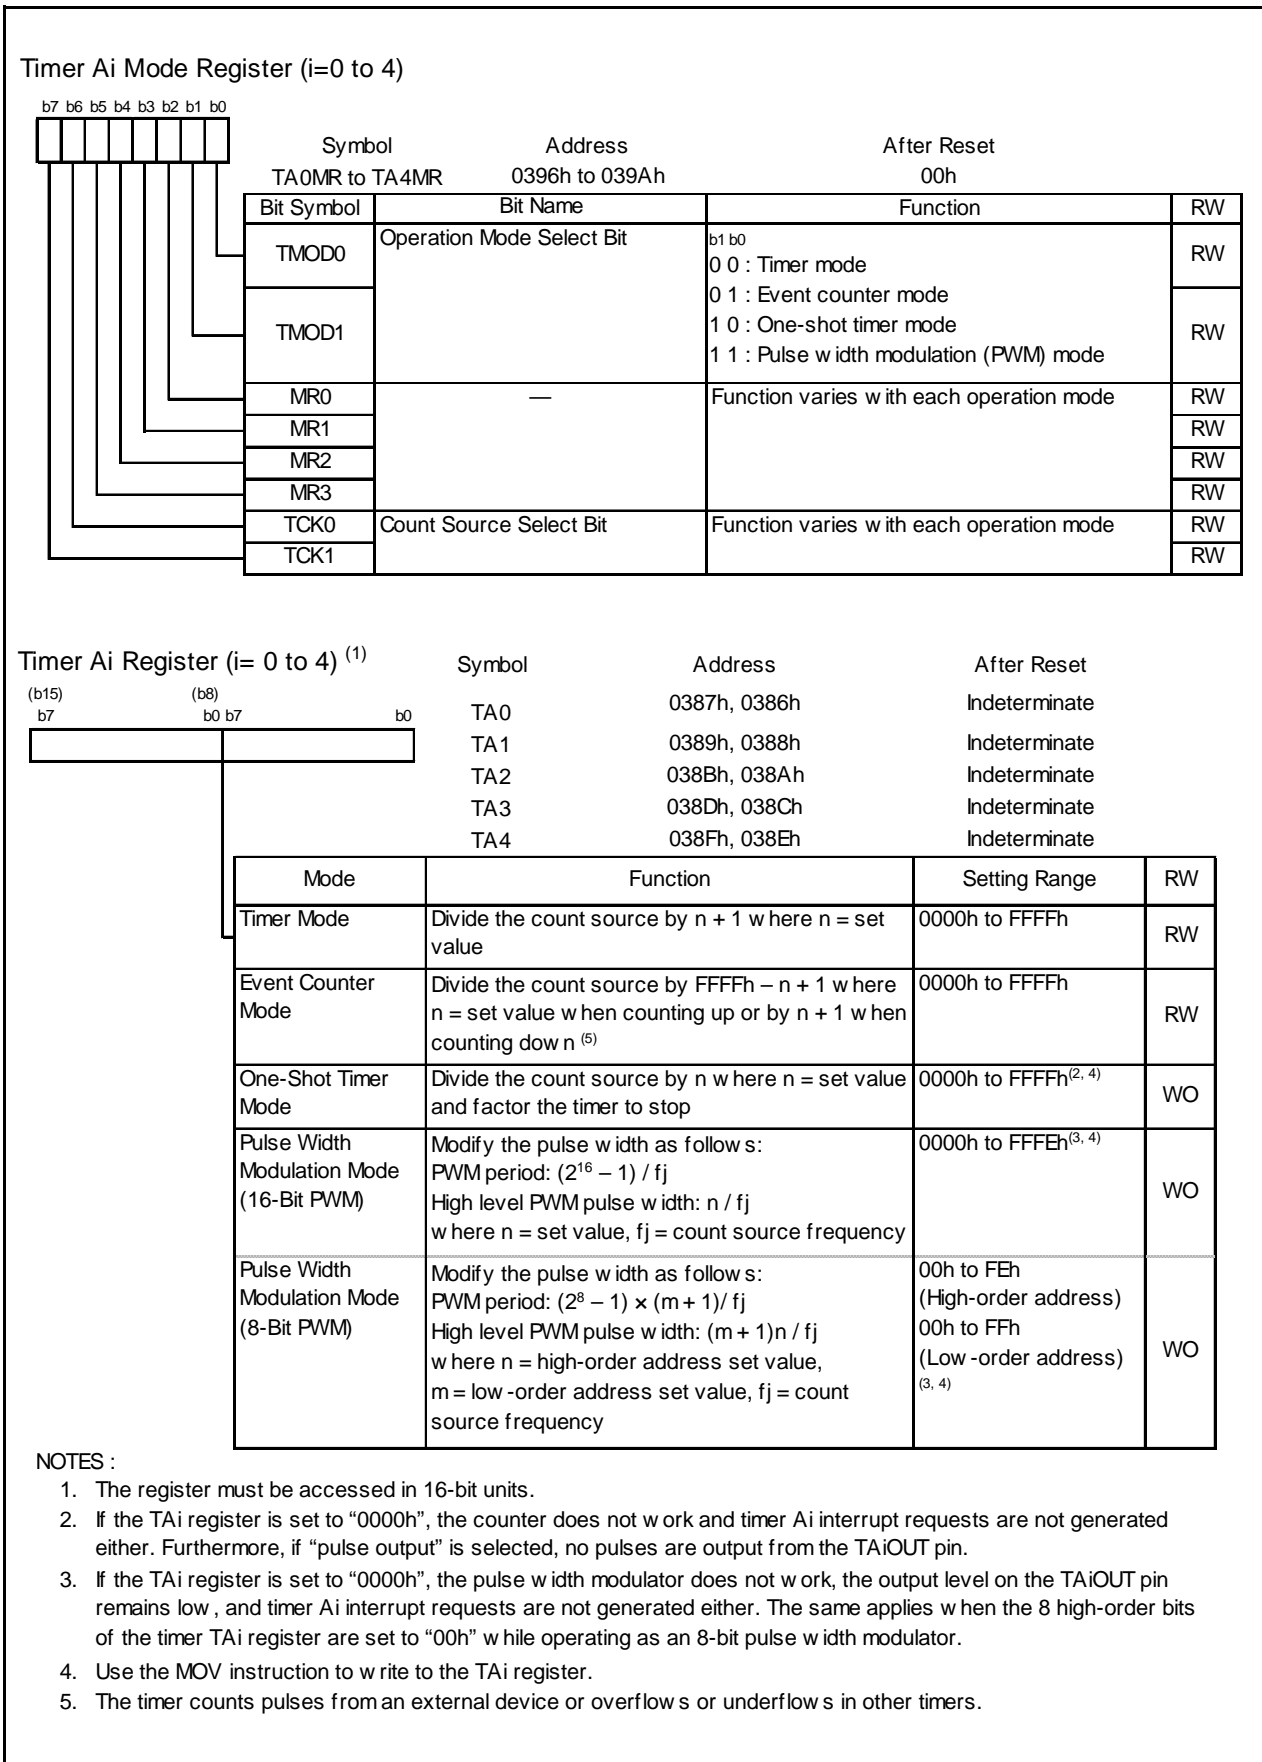 Timer Ai Mode Register (i=0 to 4)
b7 b6 b5 b4 b3 b2 b1 b0
Symbol Address After Reset
TA0MR to TA4MR 0396h to 039Ah 00h
Bit Symbol Bit Name Function RW
TMOD0 Operation Mode Select Bit b1 b0 RW
0 0 : Timer mode
0 1 : Event counter mode
TMOD1 1 0 : One-shot timer mode RW
1 1 : Pulse width modulation (PWM) mode
MR0 — Function varies with each operation mode RW
MR1 RW
MR2 RW
MR3 RW
TCK0 Count Source Select Bit Function varies with each operation mode RW
TCK1 RW
Timer Ai Register (i= 0 to 4) (1) Symbol Address After Reset
(b15) (b8)
b7 b0 b7 b0
TA0 0387h, 0386h Indeterminate
TA1 0389h, 0388h Indeterminate
TA2 038Bh, 038Ah Indeterminate
TA3 038Dh, 038Ch Indeterminate
TA4 038Fh, 038Eh Indeterminate
Mode Function Setting Range RW
Timer Mode Divide the count source by n + 1 where n = set 0000h to FFFFh RW
value
Event Counter Divide the count source by FFFFh – n + 1 where 0000h to FFFFh RW
Mode n = set value when counting up or by n + 1 when
counting down (5)
One-Shot Timer Divide the count source by n where n = set value 0000h to FFFFh(2, 4) WO
Mode and factor the timer to stop
Pulse Width Modify the pulse width as follows: 0000h to FFFEh(3, 4) WO
Modulation Mode PWM period: (2¹⁶ – 1) / fj
(16-Bit PWM) High level PWM pulse width: n / fj
where n = set value, fj = count source frequency
Pulse Width Modify the pulse width as follows: 00h to FEh WO
Modulation Mode PWM period: (2⁸ – 1) × (m + 1)/ fj (High-order address)
(8-Bit PWM) High level PWM pulse width: (m + 1)n / fj 00h to FFh
where n = high-order address set value, (Low-order address)
m = low-order address set value, fj = count (3, 4)
source frequency
NOTES :
1. The register must be accessed in 16-bit units.
2. If the TAi register is set to “0000h”, the counter does not work and timer Ai interrupt requests are not generated
either. Furthermore, if “pulse output” is selected, no pulses are output from the TAiOUT pin.
3. If the TAi register is set to “0000h”, the pulse width modulator does not work, the output level on the TAiOUT pin
remains low, and timer Ai interrupt requests are not generated either. The same applies when the 8 high-order bits
of the timer TAi register are set to “00h” while operating as an 8-bit pulse width modulator.
4. Use the MOV instruction to write to the TAi register.
5. The timer counts pulses from an external device or overflows or underflows in other timers.